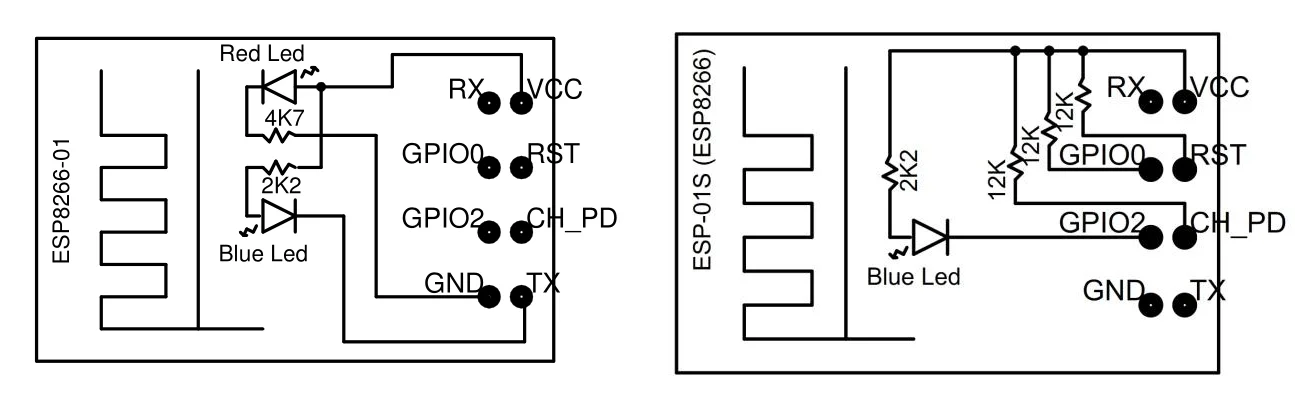 ESP8266-01
Red Led
4K7
2K2
Blue Led
RX VCC
GPIO0 RST
GPIO2 CH_PD
GND TX
ESP-01S (ESP8266)
2K2
12K
12K
12K
Blue Led
RX VCC
GPIO0 RST
GPIO2 CH_PD
GND TX